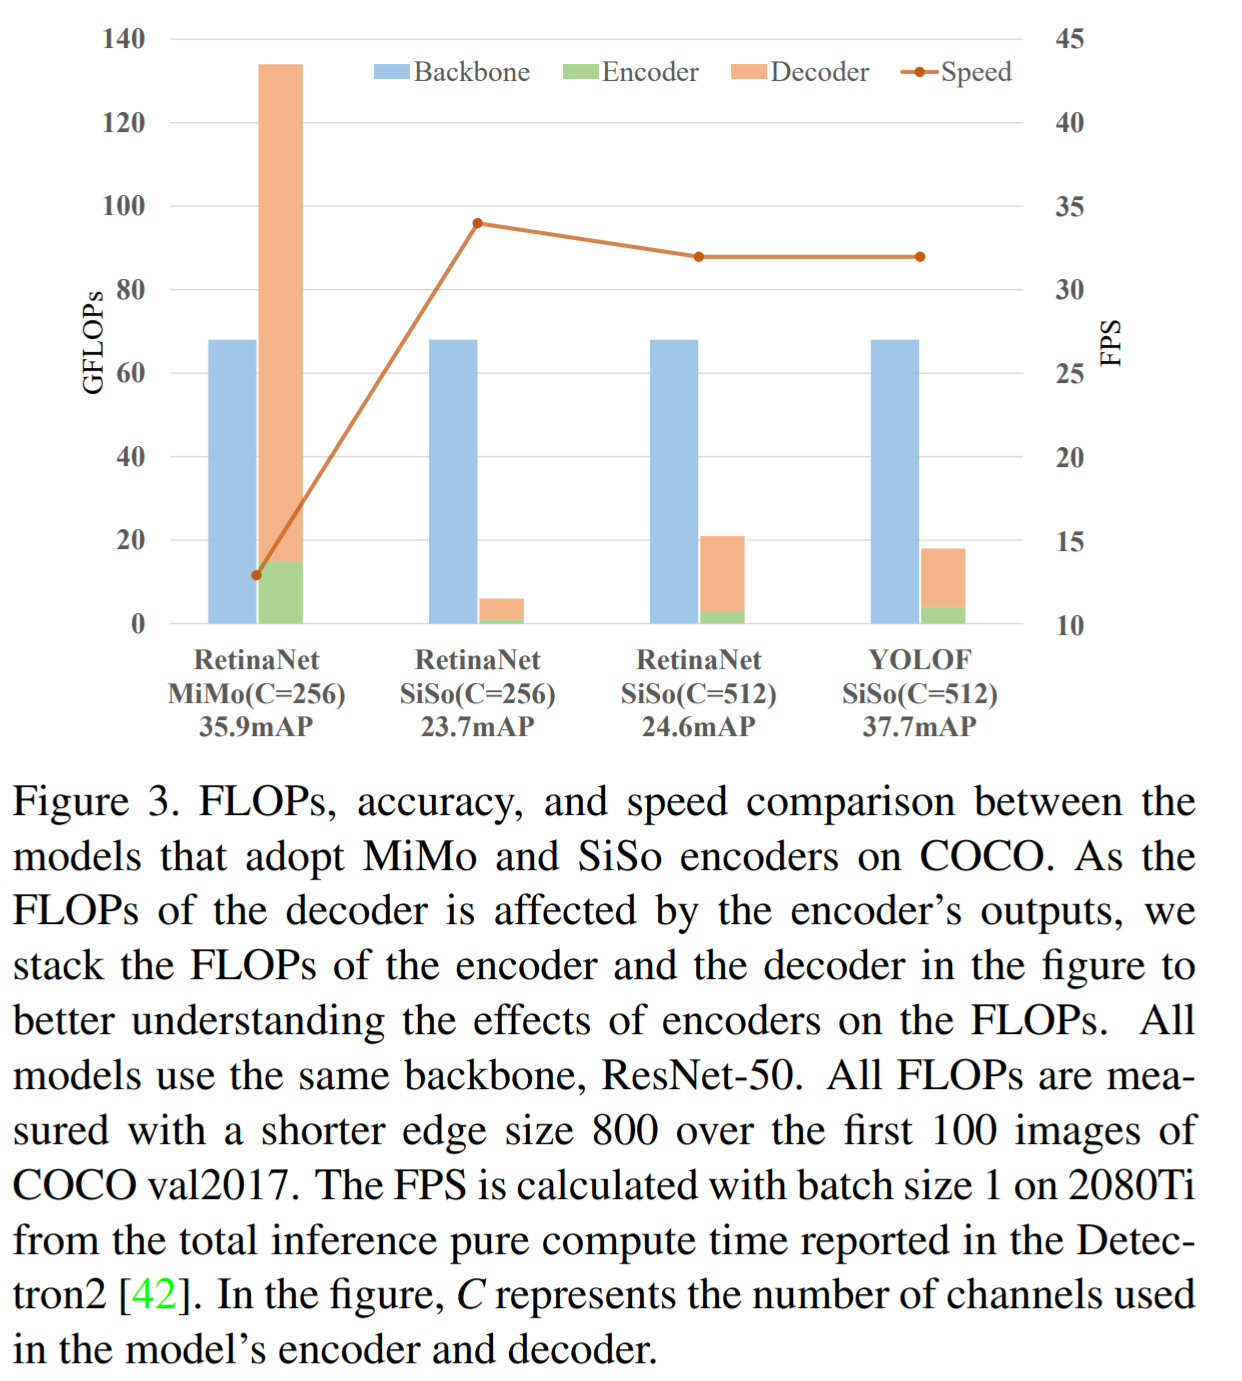 140
120
100
80
60
40
20
0
GFLOPs
Backbone Encoder Decoder Speed
45
40
35
30
25
20
15
10
FPS
RetinaNet
MiMo(C=256)
35.9mAP
RetinaNet
SiSo(C=256)
23.7mAP
RetinaNet
SiSo(C=512)
24.6mAP
YOLOF
SiSo(C=512)
37.7mAP
Figure 3. FLOPs, accuracy, and speed comparison between the
models that adopt MiMo and SiSo encoders on COCO. As the
FLOPs of the decoder is affected by the encoder's outputs, we
stack the FLOPs of the encoder and the decoder in the figure to
better understanding the effects of encoders on the FLOPs. All
models use the same backbone, ResNet-50. All FLOPs are mea-
sured with a shorter edge size 800 over the first 100 images of
COCO val2017. The FPS is calculated with batch size 1 on 2080Ti
from the total inference pure compute time reported in the Detec-
tron2 [42]. In the figure, C represents the number of channels used
in the model's encoder and decoder.